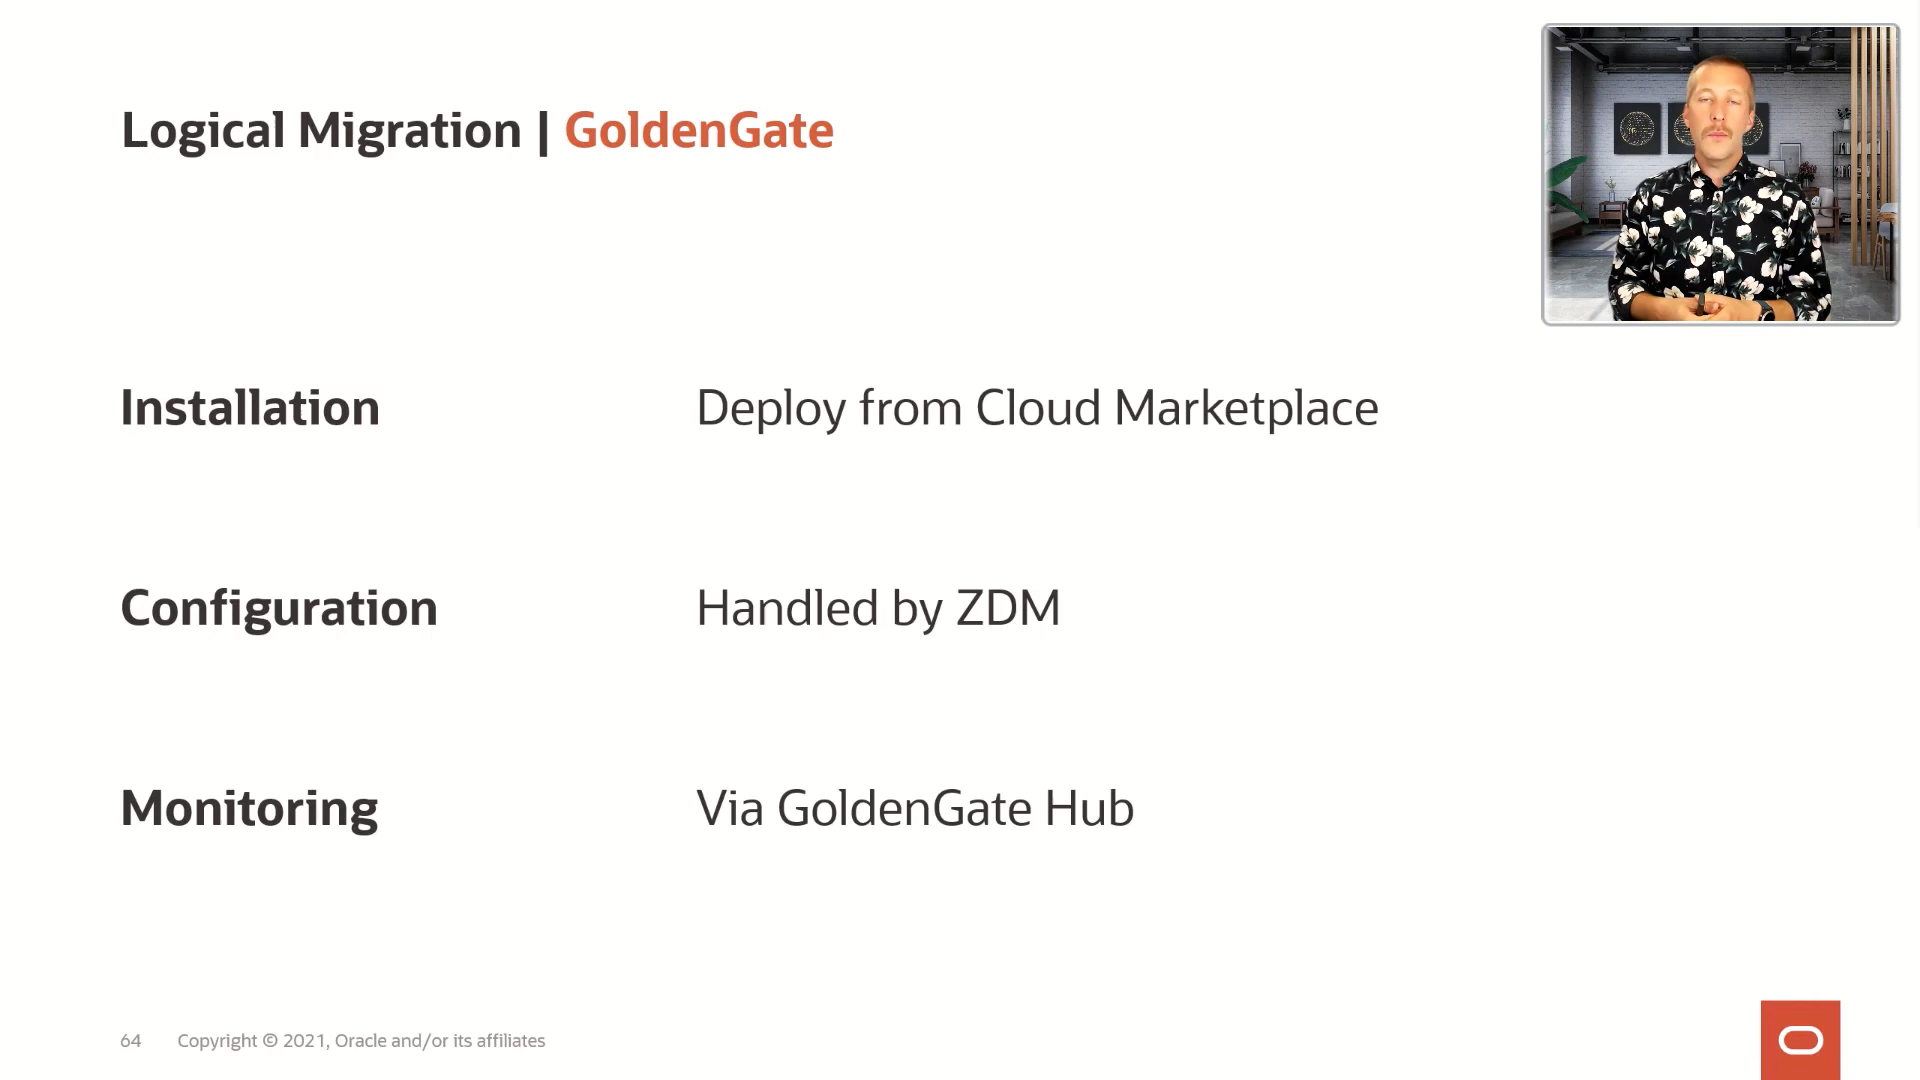 Logical Migration | GoldenGate
Installation Deploy from Cloud Marketplace
Configuration Handled by ZDM
Monitoring Via GoldenGate Hub
64 Copyright © 2021, Oracle and/or its affiliates